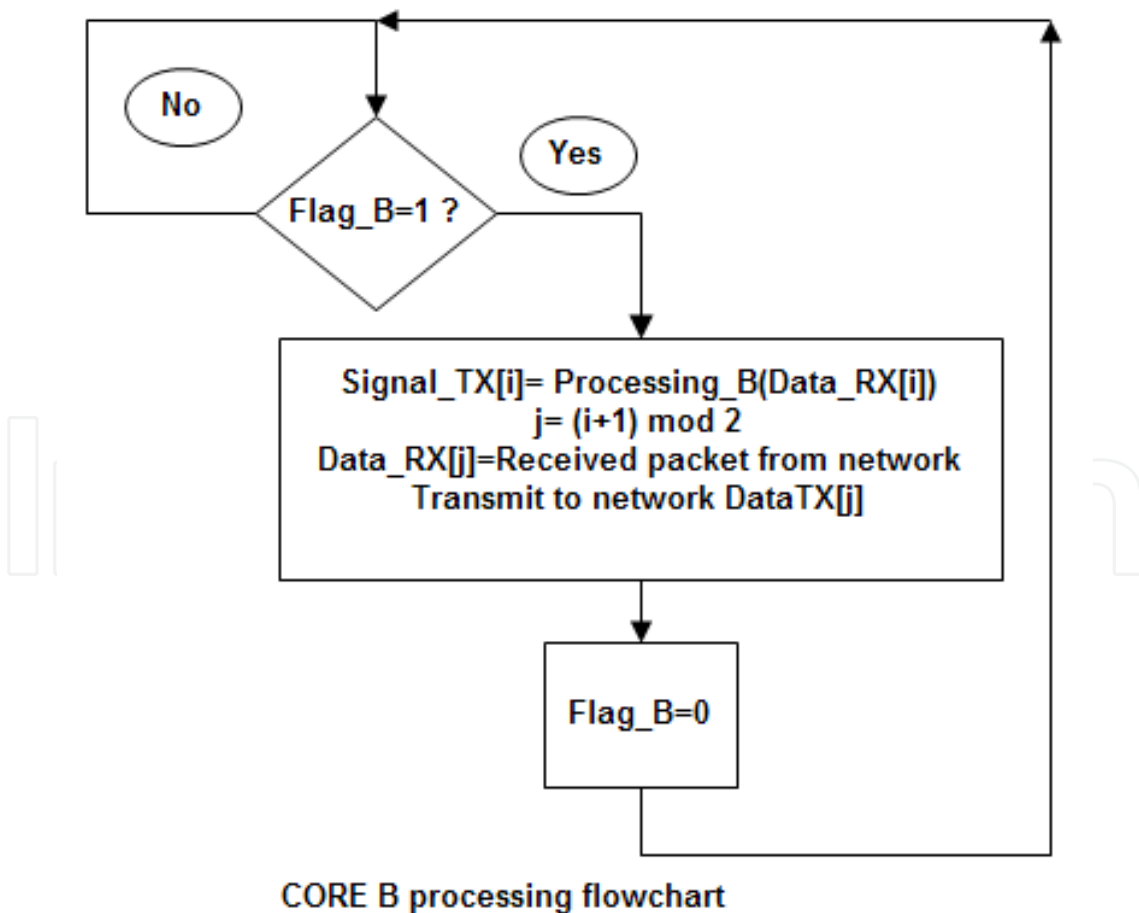 No
Yes
Flag_B=1 ?
Signal_TX[i]= Processing_B(Data_RX[i])
j= (i+1) mod 2
Data_RX[j]=Received packet from network
Transmit to network DataTX[j]
Flag_B=0
CORE B processing flowchart